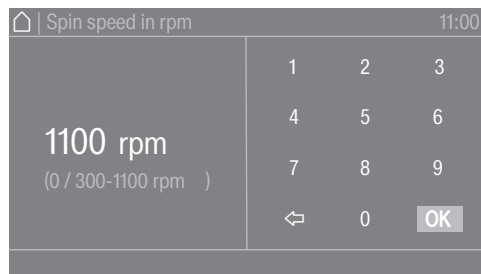 Spin speed in rpm 11:00
1100 rpm
(0 / 300-1100 rpm )
1 2 3
4 5 6
7 8 9
0 OK